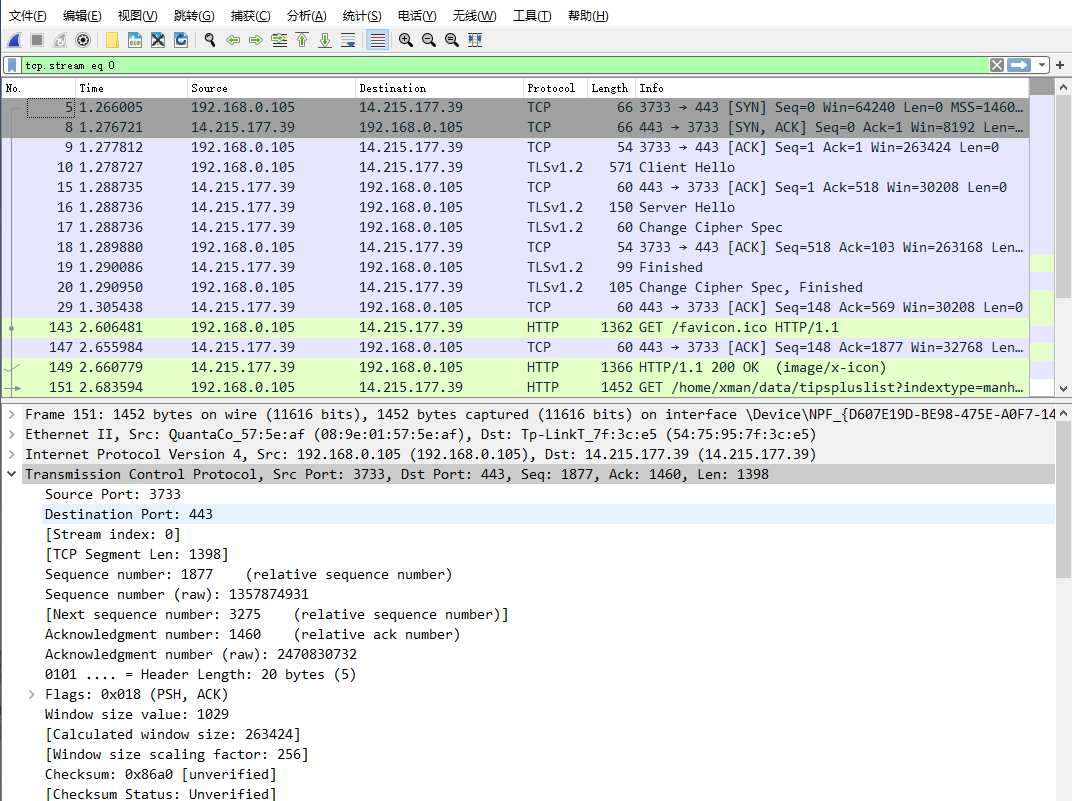 文件(F) 编辑(E) 视图(V) 跳转(G) 捕获(C) 分析(A) 统计(S) 电话(Y) 无线(W) 工具(T) 帮助(H)
tcp.stream eq 0
No. Time Source Destination Protocol Length Info
5 1.266005 192.168.0.105 14.215.177.39 TCP 66 3733 → 443 [SYN] Seq=0 Win=64240 Len=0 MSS=1460…
8 1.276721 14.215.177.39 192.168.0.105 TCP 66 443 → 3733 [SYN, ACK] Seq=0 Ack=1 Win=8192 Len=…
9 1.277812 192.168.0.105 14.215.177.39 TCP 54 3733 → 443 [ACK] Seq=1 Ack=1 Win=263424 Len=0
10 1.278727 192.168.0.105 14.215.177.39 TLSv1.2 571 Client Hello
15 1.288735 14.215.177.39 192.168.0.105 TCP 60 443 → 3733 [ACK] Seq=1 Ack=518 Win=30208 Len=0
16 1.288736 14.215.177.39 192.168.0.105 TLSv1.2 150 Server Hello
17 1.288736 14.215.177.39 192.168.0.105 TLSv1.2 60 Change Cipher Spec
18 1.289880 192.168.0.105 14.215.177.39 TCP 54 3733 → 443 [ACK] Seq=518 Ack=103 Win=263168 Len…
19 1.290086 14.215.177.39 192.168.0.105 TLSv1.2 99 Finished
20 1.290950 192.168.0.105 14.215.177.39 TLSv1.2 105 Change Cipher Spec, Finished
29 1.305438 14.215.177.39 192.168.0.105 TCP 60 443 → 3733 [ACK] Seq=148 Ack=569 Win=30208 Len=0
143 2.606481 192.168.0.105 14.215.177.39 HTTP 1362 GET /favicon.ico HTTP/1.1
147 2.655984 14.215.177.39 192.168.0.105 TCP 60 443 → 3733 [ACK] Seq=148 Ack=1877 Win=32768 Len…
149 2.660779 14.215.177.39 192.168.0.105 HTTP 1366 HTTP/1.1 200 OK (image/x-icon)
151 2.683594 192.168.0.105 14.215.177.39 HTTP 1452 GET /home/xman/data/tipspluslist?indextype=manh…
Frame 151: 1452 bytes on wire (11616 bits), 1452 bytes captured (11616 bits) on interface \Device\NPF_{D607E19D-BE98-475E-A0F7-14
Ethernet II, Src: QuantaCo_57:5e:af (08:9e:01:57:5e:af), Dst: Tp-LinkT_7f:3c:e5 (54:75:95:7f:3c:e5)
Internet Protocol Version 4, Src: 192.168.0.105 (192.168.0.105), Dst: 14.215.177.39 (14.215.177.39)
Transmission Control Protocol, Src Port: 3733, Dst Port: 443, Seq: 1877, Ack: 1460, Len: 1398
Source Port: 3733
Destination Port: 443
[Stream index: 0]
[TCP Segment Len: 1398]
Sequence number: 1877 (relative sequence number)
Sequence number (raw): 1357874931
[Next sequence number: 3275 (relative sequence number)]
Acknowledgment number: 1460 (relative ack number)
Acknowledgment number (raw): 2470830732
0101 .... = Header Length: 20 bytes (5)
Flags: 0x018 (PSH, ACK)
Window size value: 1029
[Calculated window size: 263424]
[Window size scaling factor: 256]
Checksum: 0x86a0 [unverified]
[Checksum Status: Unverified]